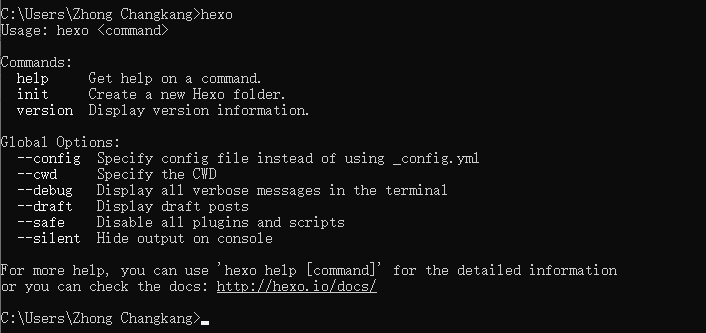 C:\Users\Zhong Changkang>hexo
Usage: hexo <command>

Commands:
  help     Get help on a command.
  init     Create a new Hexo folder.
  version  Display version information.

Global Options:
  --config  Specify config file instead of using _config.yml
  --cwd     Specify the CWD
  --debug   Display all verbose messages in the terminal
  --draft   Display draft posts
  --safe    Disable all plugins and scripts
  --silent  Hide output on console

For more help, you can use 'hexo help [command]' for the detailed information
or you can check the docs: http://hexo.io/docs/

C:\Users\Zhong Changkang>